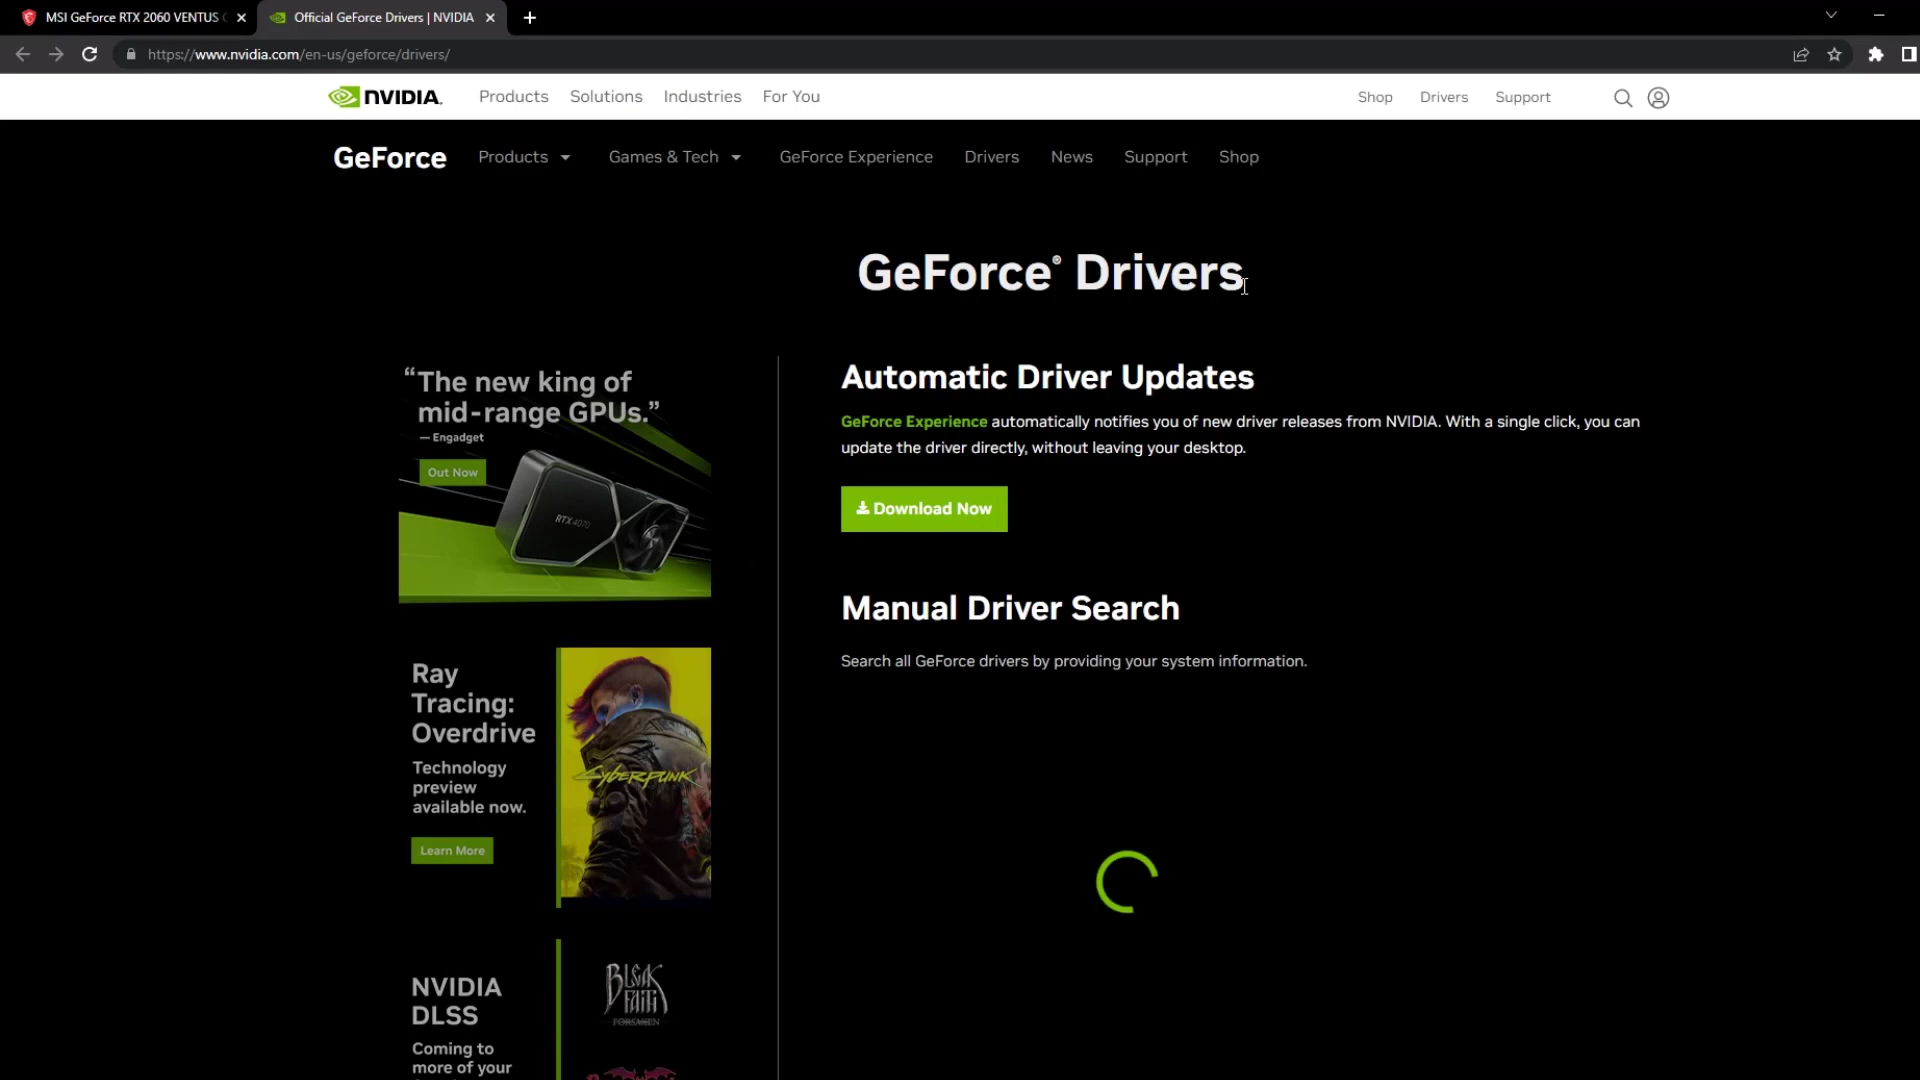 MSI GeForce RTX 2060 VENTUS
Official GeForce Drivers | NVIDIA
https://www.nvidia.com/en-us/geforce/drivers/
NVIDIA.
Products Solutions Industries For You
Shop Drivers Support
GeForce Products Games & Tech GeForce Experience Drivers News Support Shop
GeForce® Drivers
“The new king of
mid-range GPUs.”
— Engadget
Out Now
RTX 4070
Automatic Driver Updates
GeForce Experience automatically notifies you of new driver releases from NVIDIA. With a single click, you can
update the driver directly, without leaving your desktop.
Download Now
Manual Driver Search
Search all GeForce drivers by providing your system information.
Ray
Tracing:
Overdrive
Technology
preview
available now.
Learn More
CYBERPUNK
NVIDIA
DLSS
Coming to
more of your
BLEAK
FAITH
FORSAKEN